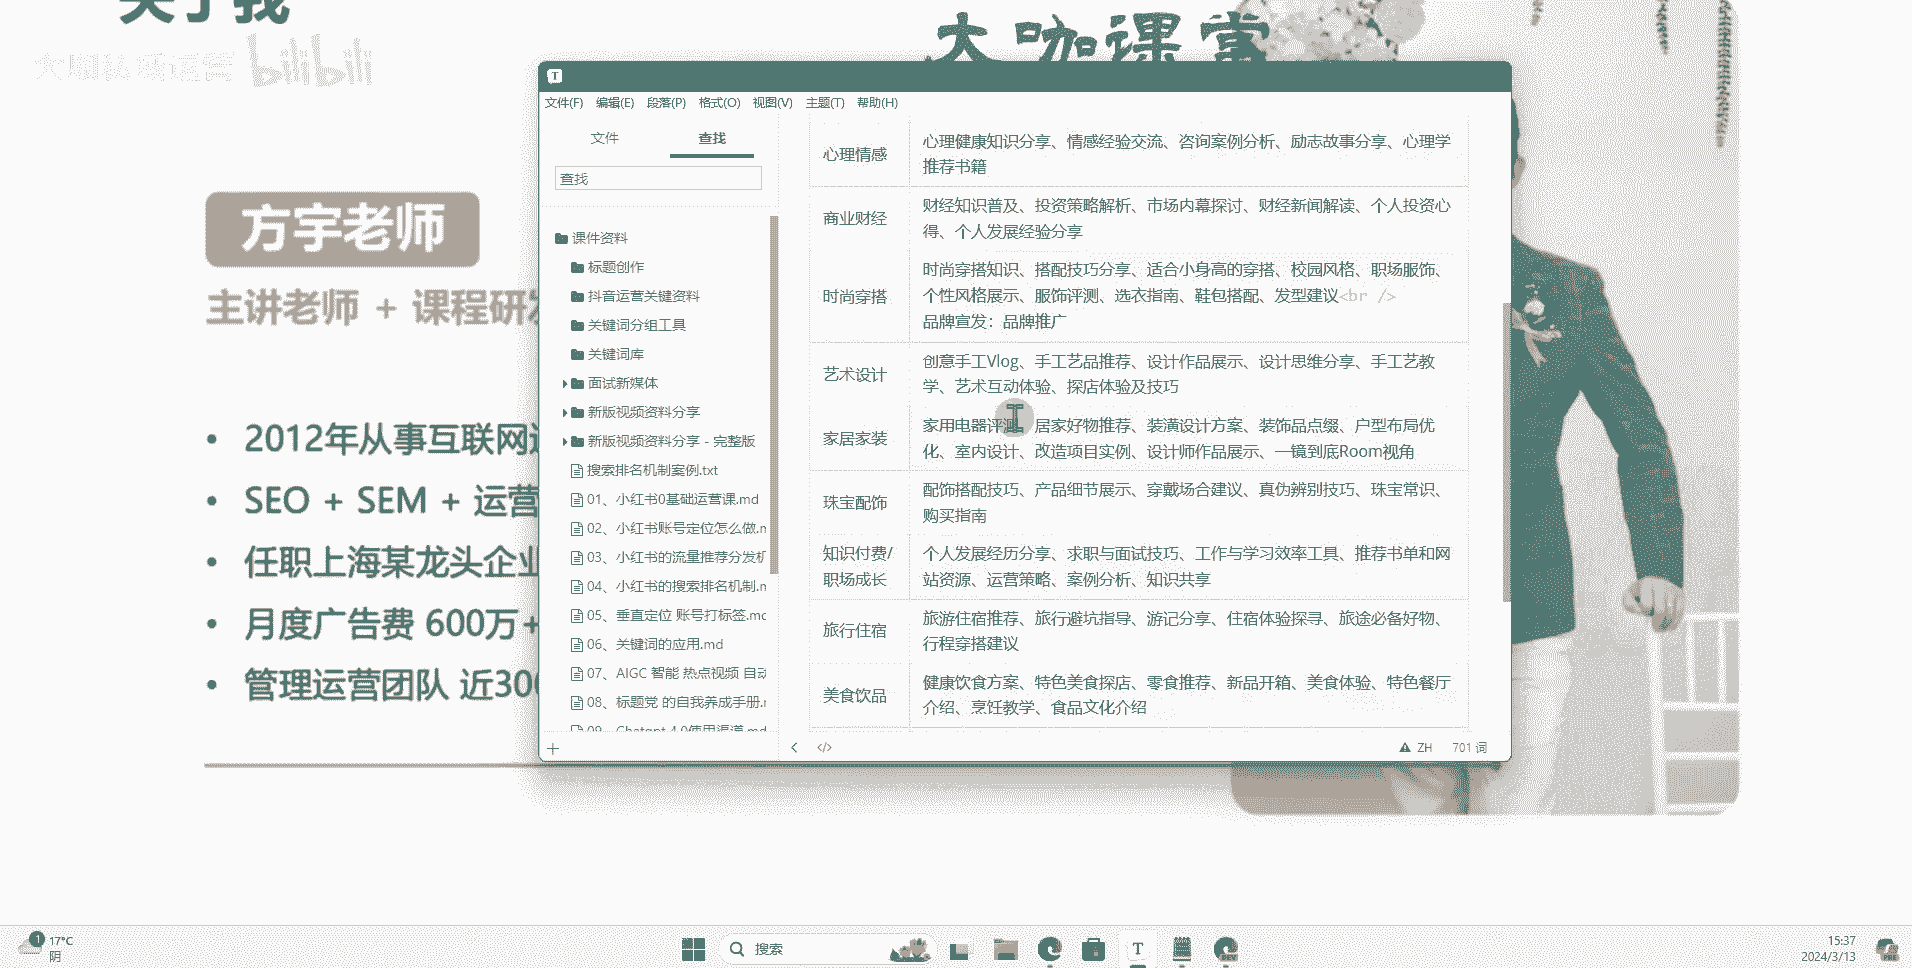 关于我
大咖课堂
bilibili
方宇老师
主讲老师 + 课程研发
2012年从事互联网运
SEO + SEM + 运营
任职上海某龙头企业
月度广告费 600万+
管理运营团队 近300
T
文件(F) 编辑(E) 段落(P) 格式(O) 视图(V) 主题(T) 帮助(H)
文件 查找
查找
课件资料
标题创作
抖音运营关键资料
关键词分组工具
关键词库
面试新媒体
新版视频资料分享
新版视频资料分享 - 完整版
搜索排名机制案例.txt
01、小红书0基础运营课.md
02、小红书账号定位怎么做.m
03、小红书的流量推荐分发机
04、小红书的搜索排名机制.m
05、垂直定位 账号打标签.mc
06、关键词的应用.md
07、AIGC 智能 热点视频 自动
08、标题党 的自我养成手册.r
09、Chatgpt 4.0使用渠道.md
心理情感
心理健康知识分享、情感经验交流、咨询案例分析、励志故事分享、心理学
推荐书籍
商业财经
财经知识普及、投资策略解析、市场内幕探讨、财经新闻解读、个人投资心
得、个人发展经验分享
时尚穿搭
时尚穿搭知识、搭配技巧分享、适合小身高的穿搭、校园风格、职场服饰、
个性风格展示、服饰评测、选衣指南、鞋包搭配、发型建议<br />
品牌宣发：品牌推广
艺术设计
创意手工Vlog、手工艺品推荐、设计作品展示、设计思维分享、手工艺教
学、艺术互动体验、探店体验及技巧
家居家装
家用电器评测、居家好物推荐、装潢设计方案、装饰品点缀、户型布局优
化、室内设计、改造项目实例、设计师作品展示、一镜到底Room视角
珠宝配饰
配饰搭配技巧、产品细节展示、穿戴场合建议、真伪辨别技巧、珠宝常识、
购买指南
知识付费/
职场成长
个人发展经历分享、求职与面试技巧、工作与学习效率工具、推荐书单和网
站资源、运营策略、案例分析、知识共享
旅行住宿
旅游住宿推荐、旅行避坑指导、游记分享、住宿体验探寻、旅途必备好物、
行程穿搭建议
美食饮品
健康饮食方案、特色美食探店、零食推荐、新品开箱、美食体验、特色餐厅
介绍、烹饪教学、食品文化介绍
ZH 701 词
1
17°C
阴
搜索
T
DEV
15:37
2024/3/13
PRE